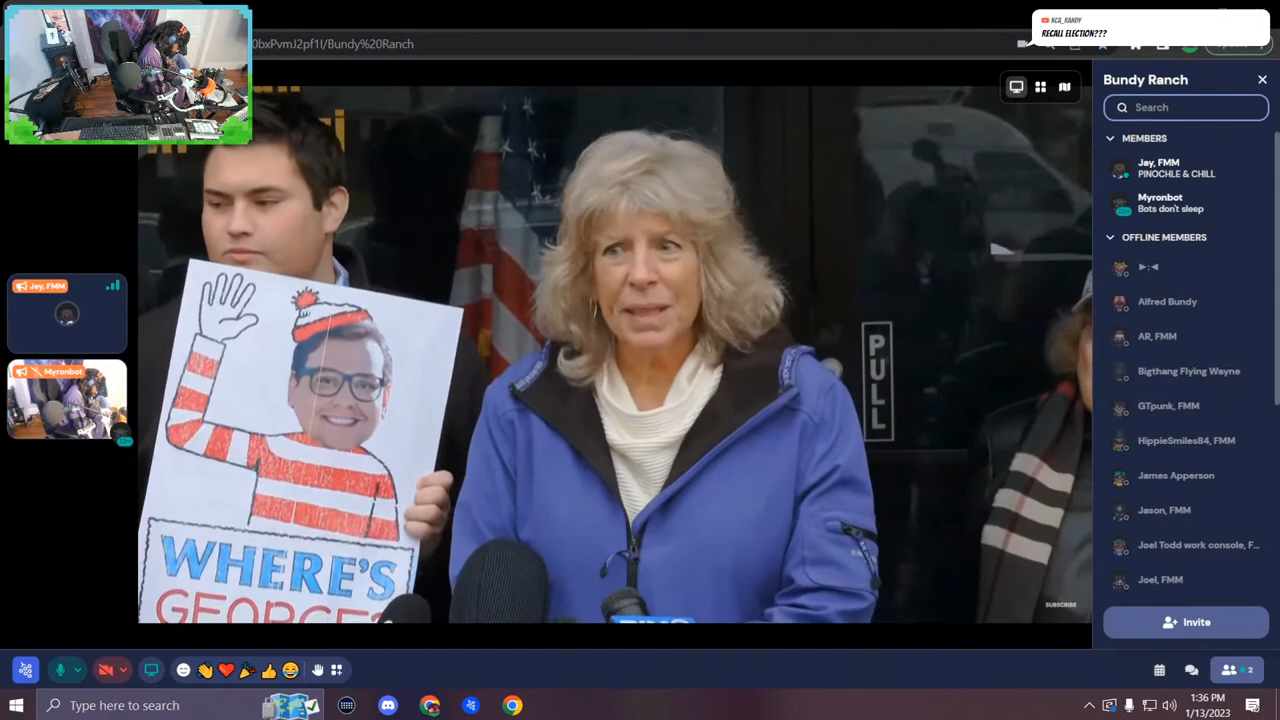 KCA_RANDY
RECALL ELECTION???
0bxPvmJ2pf1I/Bundy%20Ranch
Bundy Ranch
Search
MEMBERS
Jay, FMM
PINOCHLE & CHILL
Myronbot
Bots don't sleep
OFFLINE MEMBERS
►:◄
Alfred Bundy
AR, FMM
Bigthang Flying Wayne
GTpunk, FMM
HippieSmiles84, FMM
James Apperson
Jason, FMM
Joel Todd work console, F...
Joel, FMM
Invite
Jay, FMM
Myronbot
PULL
WHERE'S
GEORGE?
SUBSCRIBE
2
Type here to search
1:36 PM
1/13/2023